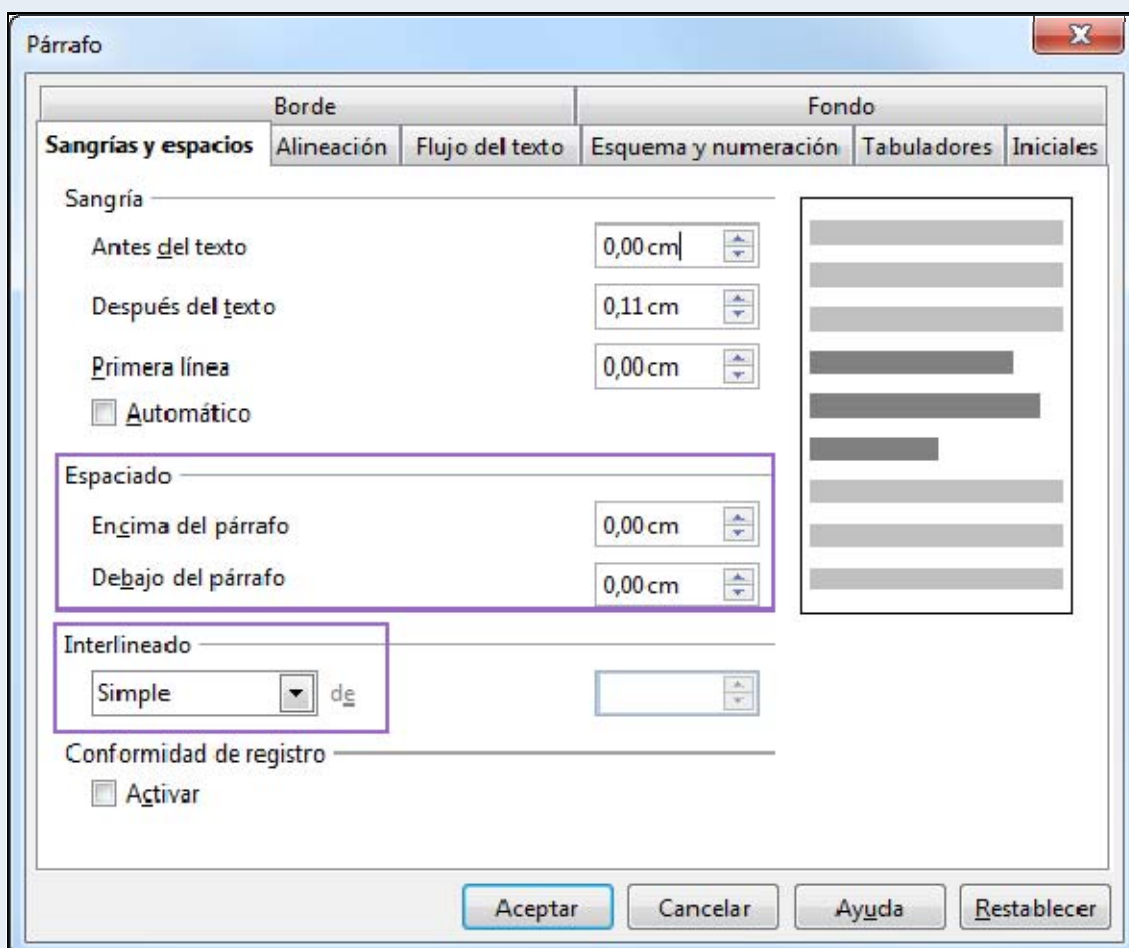 Párrafo
Borde Fondo
Sangrías y espacios Alineación Flujo del texto Esquema y numeración Tabuladores Iniciales
Sangría
Antes del texto 0,00 cm
Después del texto 0,11 cm
Primera línea 0,00 cm
Automático
Espaciado
Encima del párrafo 0,00 cm
Debajo del párrafo 0,00 cm
Interlineado
Simple de
Conformidad de registro
Activar
Aceptar Cancelar Ayuda Restablecer